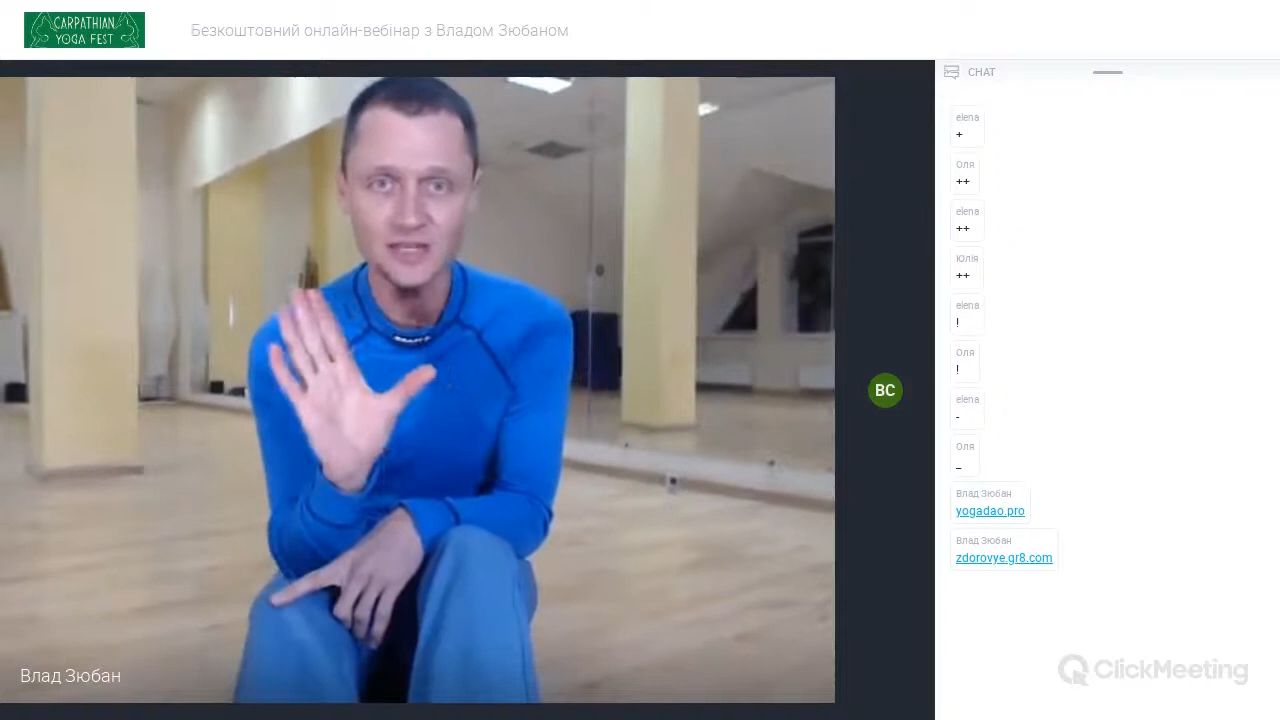 CARPATHIAN
YOGA FEST
Безкоштовний онлайн-вебінар з Владом Зюбаном
CHAT
elena
+
Оля
++
elena
++
Юлія
++
elena
!
Оля
!
elena
-
Оля
_
Влад Зюбан
yogadao.pro
Влад Зюбан
zdorovye.gr8.com
BC
Влад Зюбан
ClickMeeting